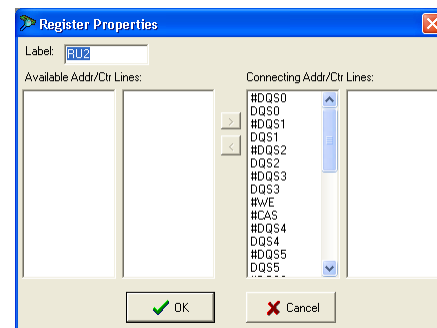 Register Properties
Label: RU2
Available Addr/Ctr Lines:
Connecting Addr/Ctr Lines:
#DQS0
DQS0
#DQS1
DQS1
#DQS2
DQS2
#DQS3
DQS3
#WE
#CAS
#DQS4
DQS4
#DQS5
DQS5
>
<
OK
Cancel